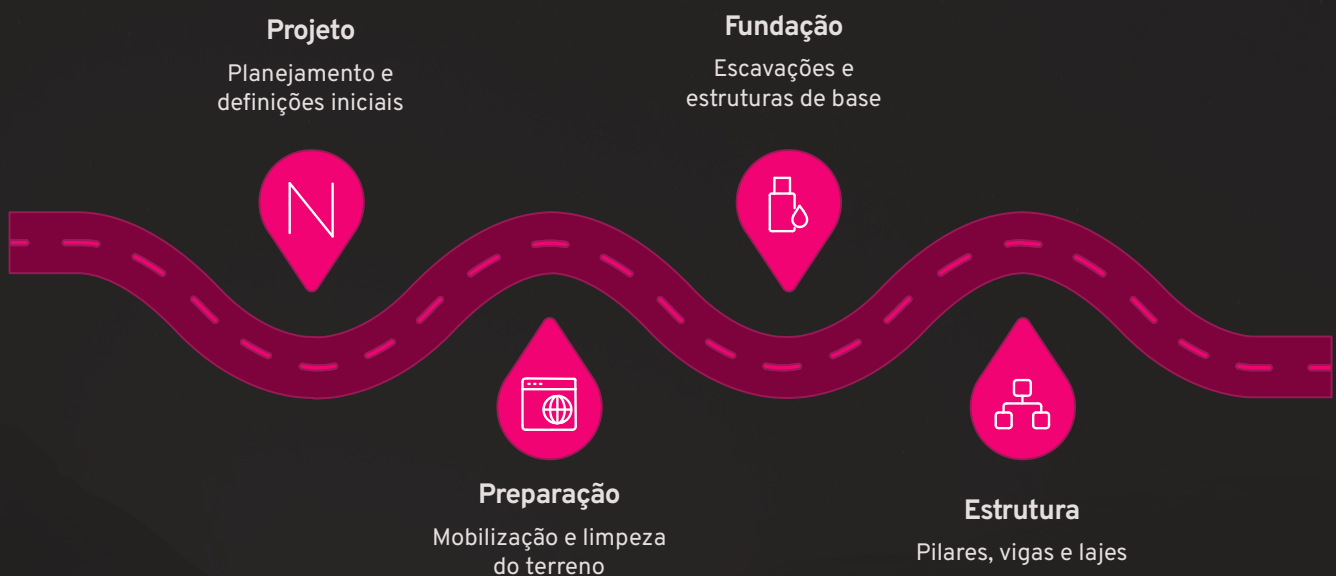 Projeto
Planejamento e
definições iniciais
Fundação
Escavações e
estruturas de base
Preparação
Mobilização e limpeza
do terreno
Estrutura
Pilares, vigas e lajes